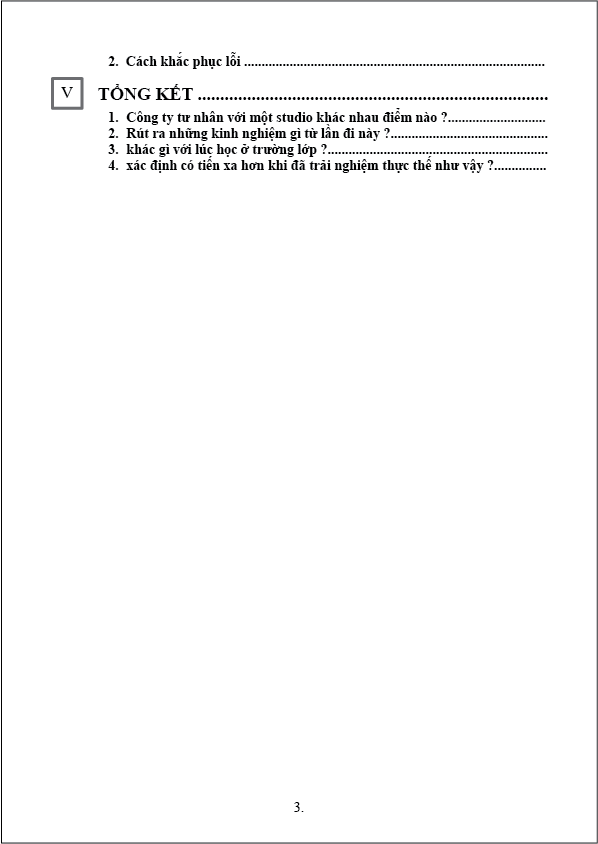 2. Cách khắc phục lỗi ......................................................................................
V TỔNG KẾT ............................................................................
1. Công ty tư nhân với một studio khác nhau điểm nào ?............................
2. Rút ra những kinh nghiệm gì từ lần đi này ?.............................................
3. khác gì với lúc học ở trường lớp ?...............................................................
4. xác định có tiến xa hơn khi đã trải nghiệm thực thế như vậy ?...............
3.